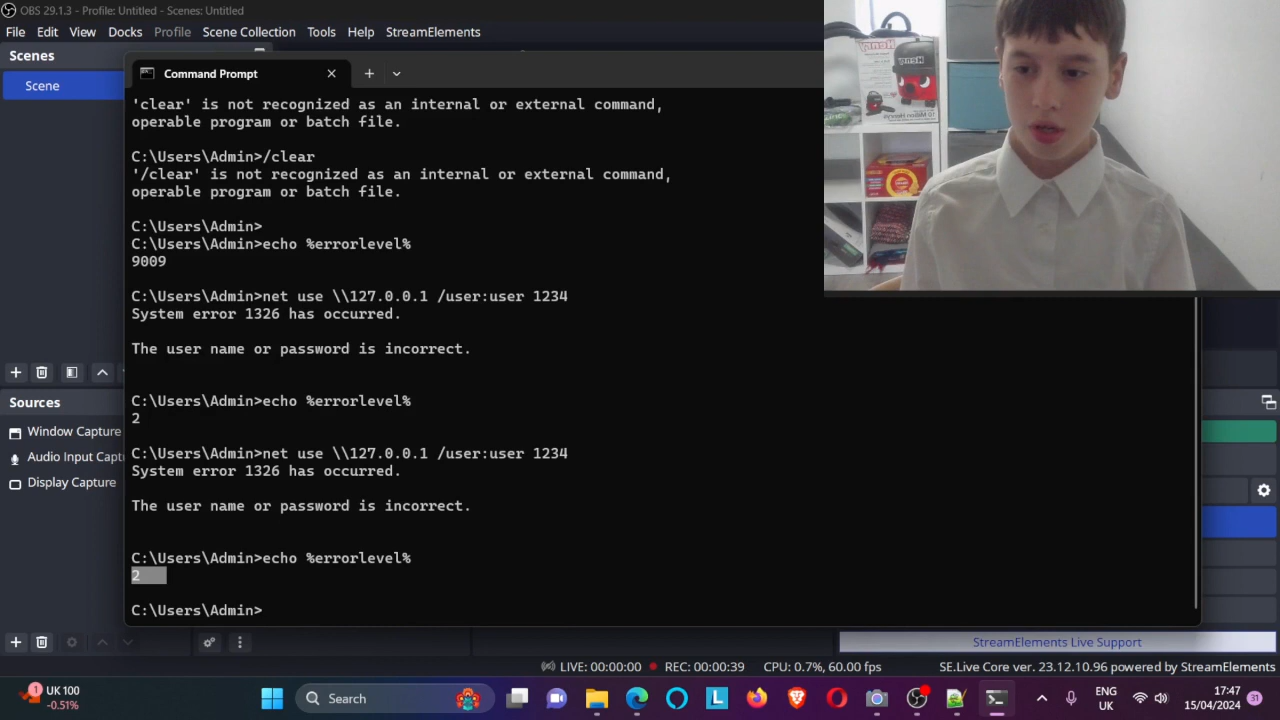 OBS 29.1.3 - Profile: Untitled - Scenes: Untitled
File Edit View Docks Profile Scene Collection Tools Help StreamElements
Scenes
Scene
Command Prompt
'clear' is not recognized as an internal or external command,
operable program or batch file.
C:\Users\Admin>/clear
'/clear' is not recognized as an internal or external command,
operable program or batch file.
C:\Users\Admin>
C:\Users\Admin>echo %errorlevel%
9009
C:\Users\Admin>net use \\127.0.0.1 /user:user 1234
System error 1326 has occurred.
The user name or password is incorrect.
C:\Users\Admin>echo %errorlevel%
2
C:\Users\Admin>net use \\127.0.0.1 /user:user 1234
System error 1326 has occurred.
The user name or password is incorrect.
C:\Users\Admin>echo %errorlevel%
2
C:\Users\Admin>
Sources
Window Capture
Audio Input Capt
Display Capture
StreamElements Live Support
LIVE: 00:00:00 REC: 00:00:39 CPU: 0.7%, 60.00 fps SE.Live Core ver. 23.12.10.96 powered by StreamElements
1 UK 100
-0.51%
Search
L
ENG
UK
17:47
15/04/2024
31